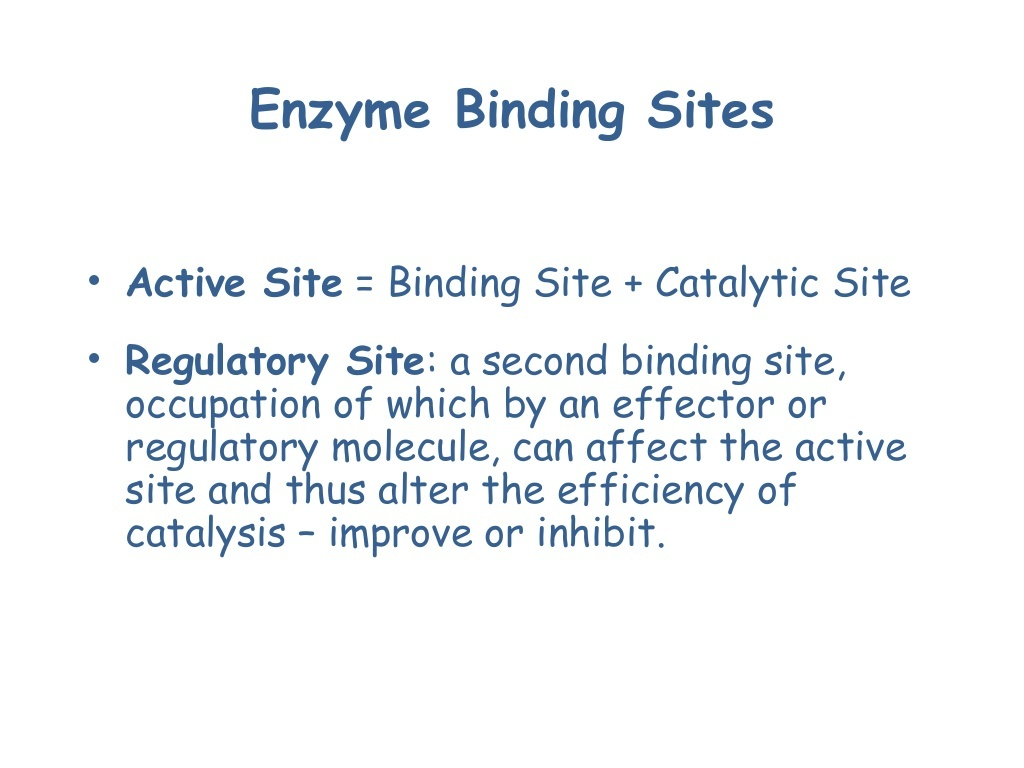 Enzyme Binding Sites
• Active Site = Binding Site + Catalytic Site
• Regulatory Site: a second binding site,
occupation of which by an effector or
regulatory molecule, can affect the active
site and thus alter the efficiency of
catalysis – improve or inhibit.